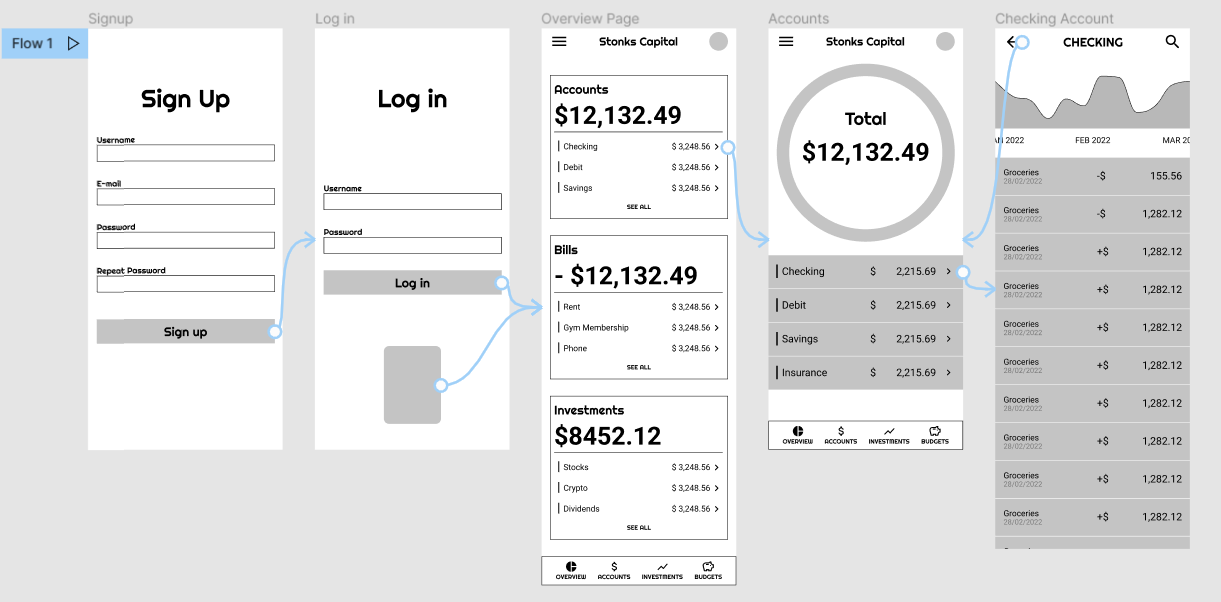 Flow 1
Signup
Sign Up
Username
E-mail
Password
Repeat Password
Sign up
Log in
Log in
Username
Password
Log in
Overview Page
Stonks Capital
Accounts
$12,132.49
Checking $ 3,248.56
Debit $ 3,248.56
Savings $ 3,248.56
SEE ALL
Bills
- $12,132.49
Rent $ 3,248.56
Gym Membership $ 3,248.56
Phone $ 3,248.56
SEE ALL
Investments
$8452.12
Stocks $ 3,248.56
Crypto $ 3,248.56
Dividends $ 3,248.56
SEE ALL
OVERVIEW ACCOUNTS INVESTMENTS BUDGETS
Accounts
Stonks Capital
Total
$12,132.49
Checking $ 2,215.69
Debit $ 2,215.69
Savings $ 2,215.69
Insurance $ 2,215.69
OVERVIEW ACCOUNTS INVESTMENTS BUDGETS
Checking Account
CHECKING
AN 2022 FEB 2022 MAR 20
Groceries -$ 155.56
28/02/2022
Groceries -$ 1,282.12
28/02/2022
Groceries +$ 1,282.12
28/02/2022
Groceries +$ 1,282.12
28/02/2022
Groceries +$ 1,282.12
28/02/2022
Groceries +$ 1,282.12
28/02/2022
Groceries +$ 1,282.12
28/02/2022
Groceries +$ 1,282.12
28/02/2022
Groceries +$ 1,282.12
28/02/2022
Groceries +$ 1,282.12
28/02/2022